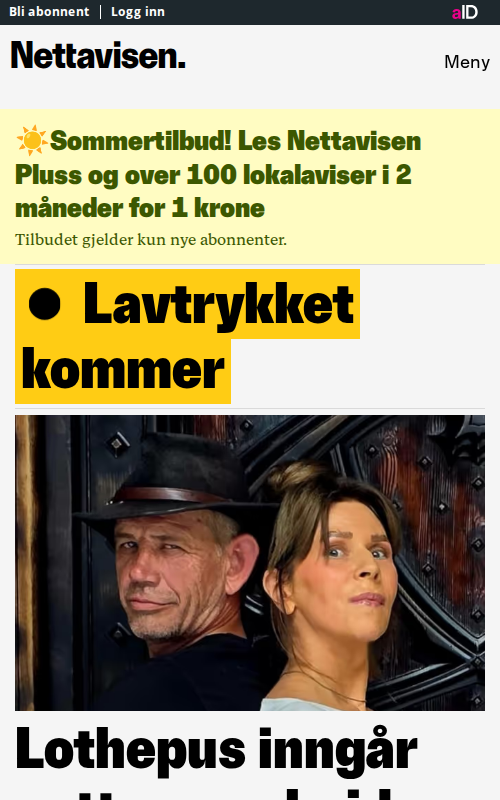 Bli abonnent | Logg inn
aID
Nettavisen.
Meny
☀️Sommertilbud! Les Nettavisen
Pluss og over 100 lokalaviser i 2
måneder for 1 krone
Tilbudet gjelder kun nye abonnenter.
● Lavtrykket
kommer
Lothepus inngår